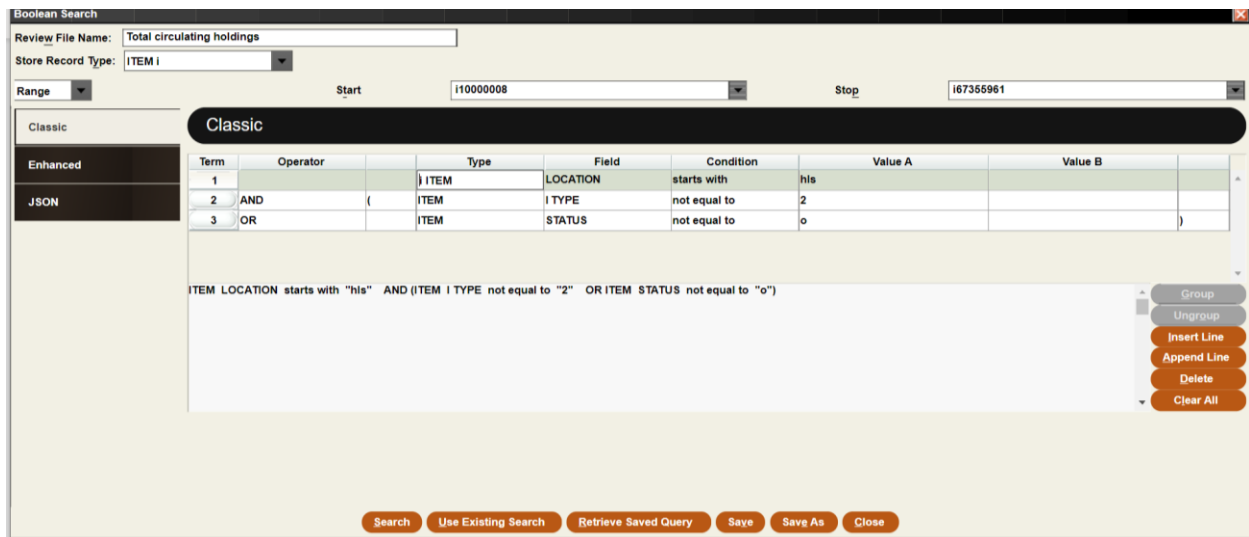 Boolean Search
Review File Name: Total circulating holdings
Store Record Type: ITEM i
Range Start i10000008 Stop i67355961
Classic
Enhanced
JSON
Classic
Term Operator Type Field Condition Value A Value B
1 i ITEM LOCATION starts with hls
2 AND ( ITEM I TYPE not equal to 2
3 OR ITEM STATUS not equal to o )
ITEM LOCATION starts with "hls" AND (ITEM I TYPE not equal to "2" OR ITEM STATUS not equal to "o")
Group
Ungroup
Insert Line
Append Line
Delete
Clear All
Search Use Existing Search Retrieve Saved Query Save Save As Close